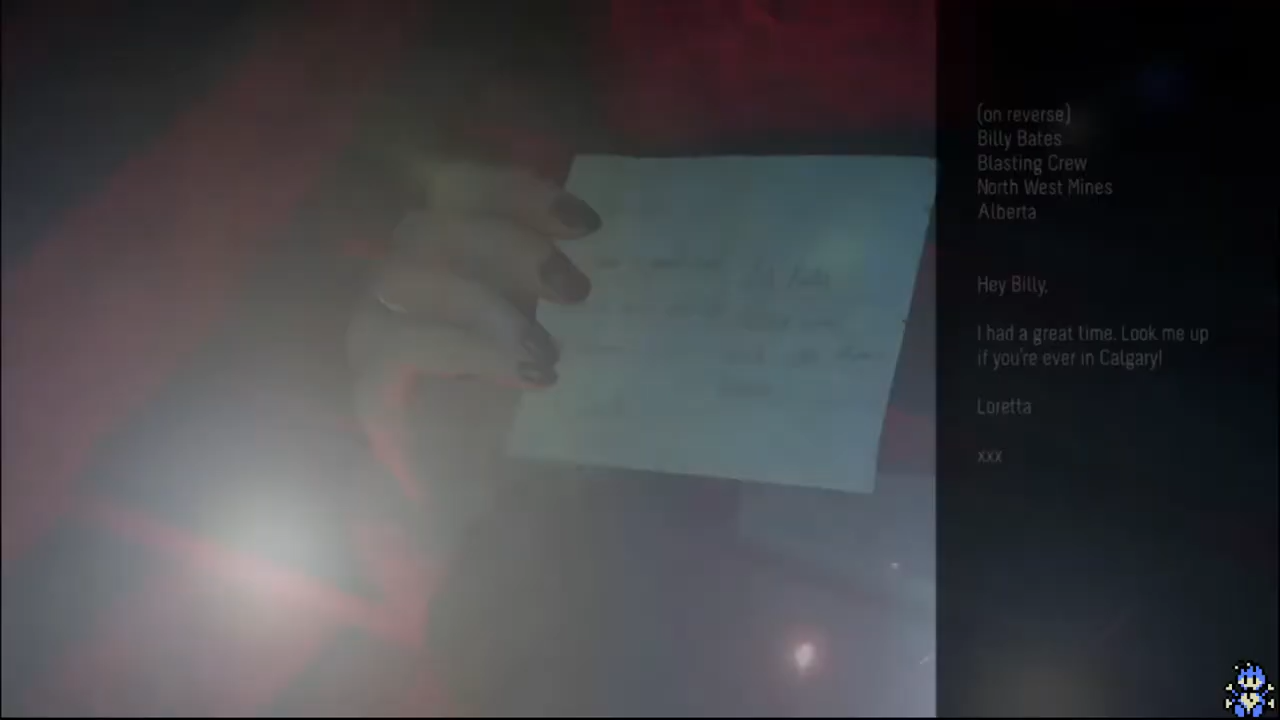 (on reverse)
Billy Bates
Blasting Crew
North West Mines
Alberta
Hey Billy,
I had a great time. Look me up
if you're ever in Calgary!
Loretta
xxx